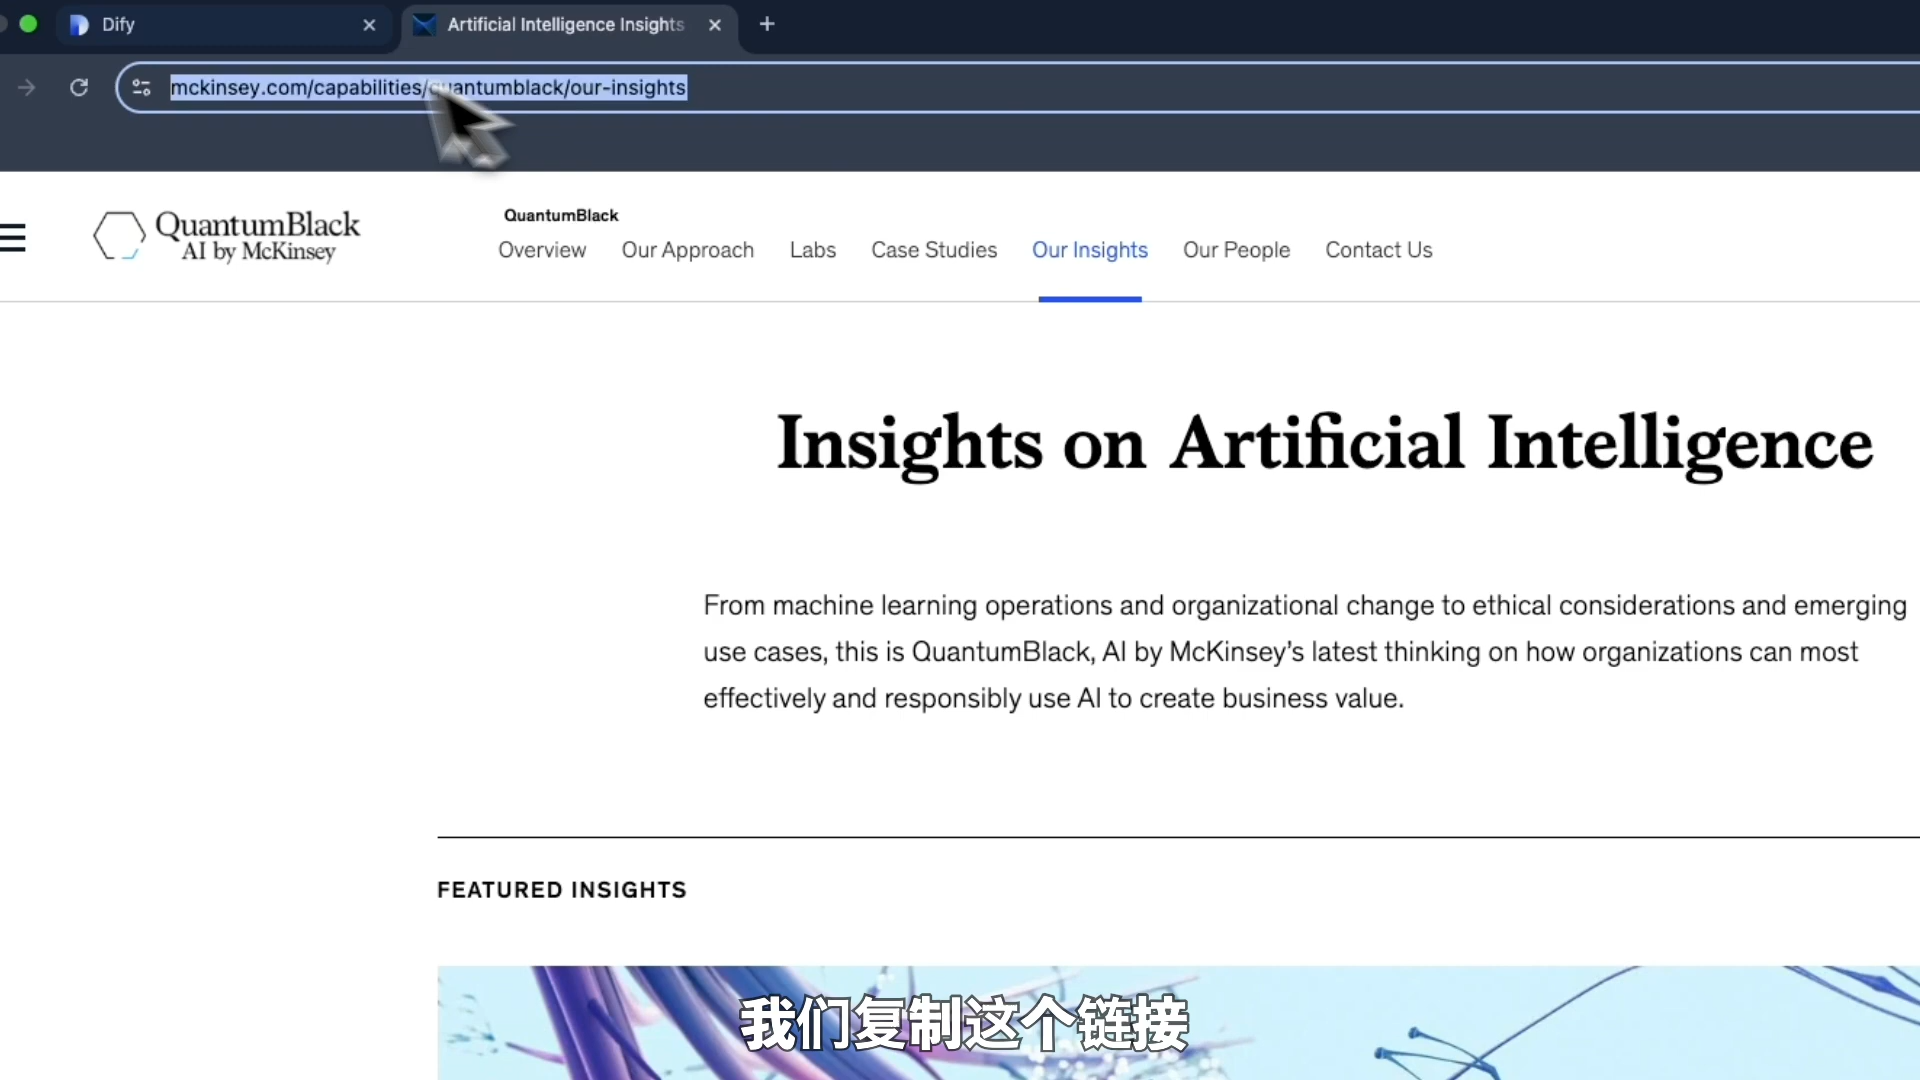 Dify
Artificial Intelligence Insights
mckinsey.com/capabilities/quantumblack/our-insights
QuantumBlack
AI by McKinsey
QuantumBlack
Overview
Our Approach
Labs
Case Studies
Our Insights
Our People
Contact Us
Insights on Artificial Intelligence
From machine learning operations and organizational change to ethical considerations and emerging
use cases, this is QuantumBlack, AI by McKinsey’s latest thinking on how organizations can most
effectively and responsibly use AI to create business value.
FEATURED INSIGHTS
我们复制这个链接